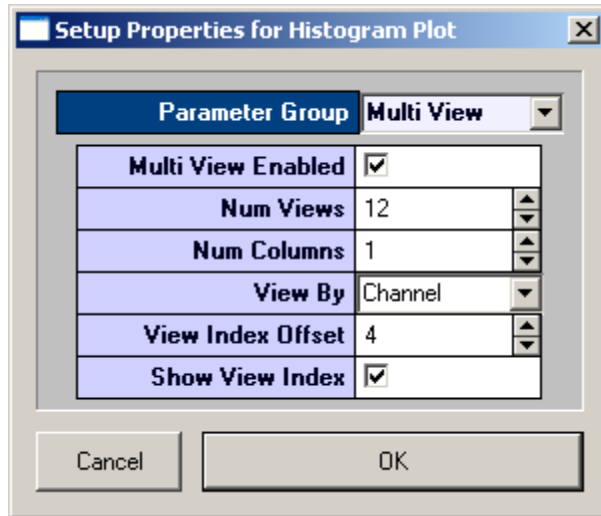 Setup Properties for Histogram Plot
Parameter Group Multi View
Multi View Enabled
Num Views 12
Num Columns 1
View By Channel
View Index Offset 4
Show View Index
Cancel OK